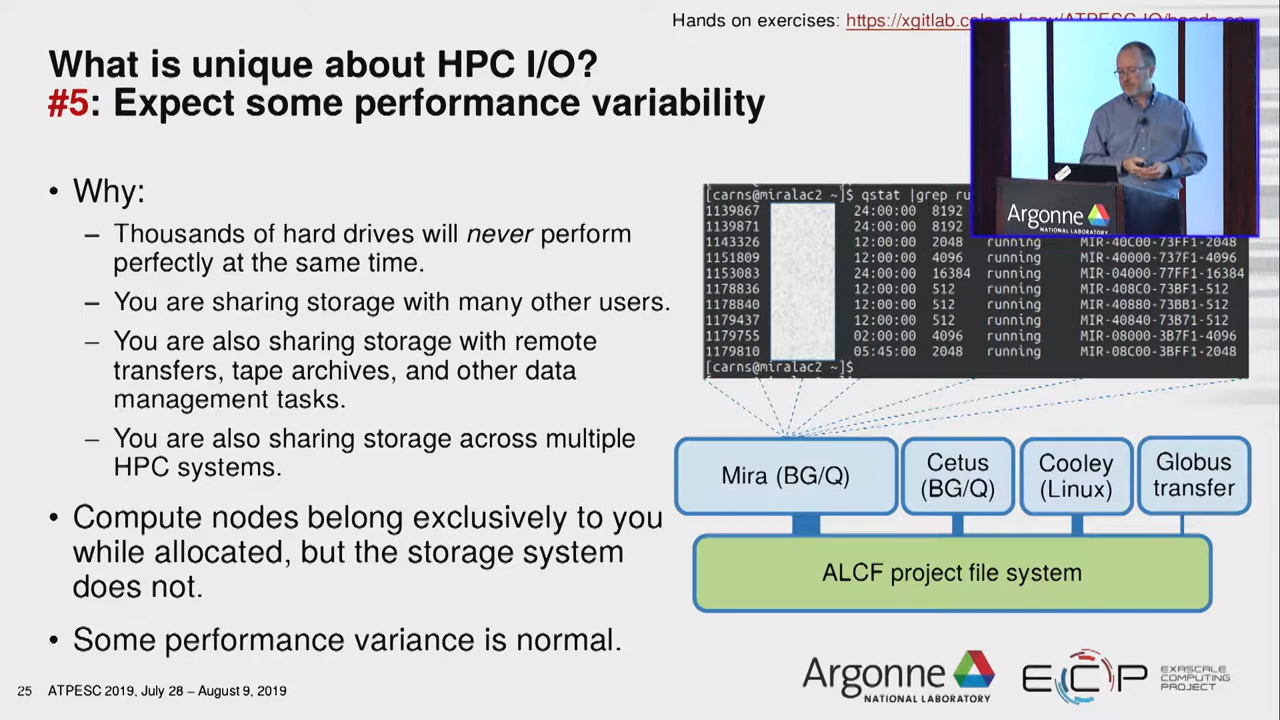 Hands on exercises: https://xgitlab.cels.anl.gov/ATPESC-IO/hands-on
What is unique about HPC I/O?
#5: Expect some performance variability
• Why:
– Thousands of hard drives will never perform
perfectly at the same time.
– You are sharing storage with many other users.
– You are also sharing storage with remote
transfers, tape archives, and other data
management tasks.
– You are also sharing storage across multiple
HPC systems.
• Compute nodes belong exclusively to you
while allocated, but the storage system
does not.
• Some performance variance is normal.
[carns@miralac2 ~]$ qstat |grep ru
1139867 24:00:00 8192
1139871 24:00:00 8192
1143326 12:00:00 2048 running MIR-40C00-73FF1-2048
1151809 12:00:00 4096 running MIR-40000-737F1-4096
1153083 24:00:00 16384 running MIR-04000-77FF1-16384
1178836 12:00:00 512 running MIR-408C0-73BF1-512
1178840 12:00:00 512 running MIR-40880-73BB1-512
1179437 12:00:00 512 running MIR-40840-73B71-512
1179755 02:00:00 4096 running MIR-08000-3B7F1-4096
1179810 05:45:00 2048 running MIR-08C00-3BFF1-2048
[carns@miralac2 ~]$
Argonne
NATIONAL LABORATORY
Mira (BG/Q)
Cetus
(BG/Q)
Cooley
(Linux)
Globus
transfer
ALCF project file system
25 ATPESC 2019, July 28 – August 9, 2019
Argonne
NATIONAL LABORATORY
ECP
EXASCALE
COMPUTING
PROJECT